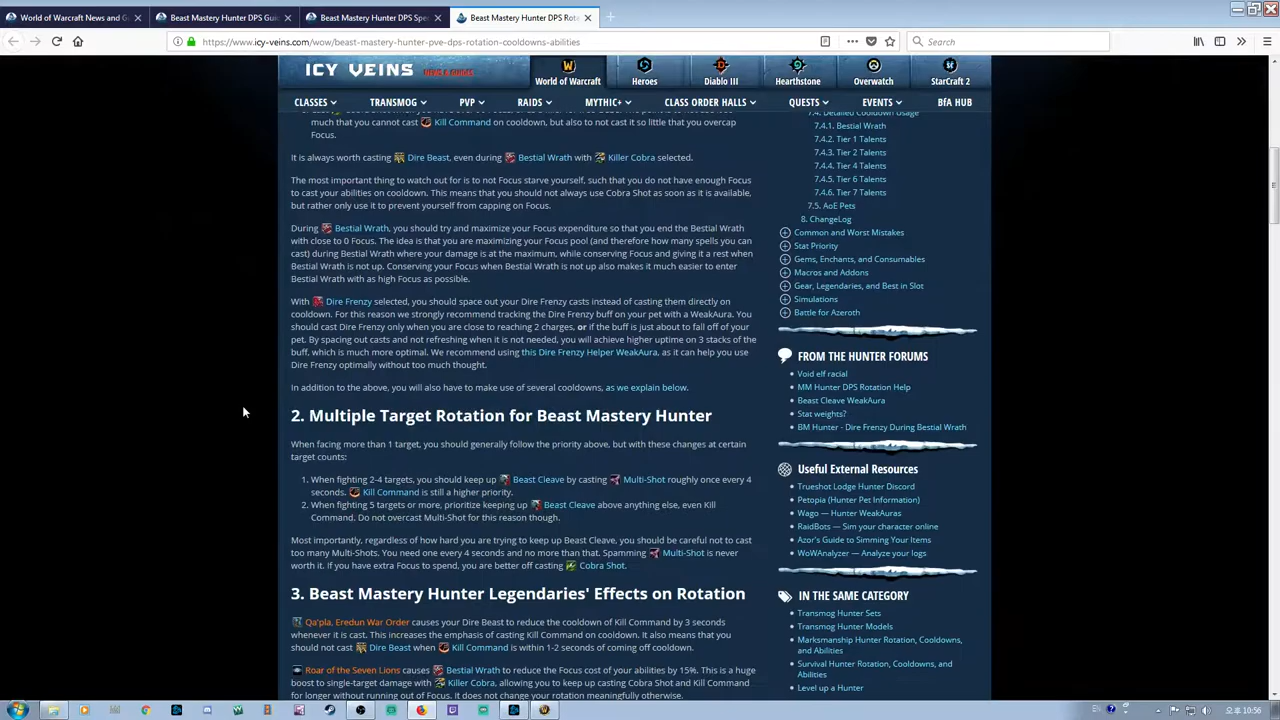 World of Warcraft News and G
Beast Mastery Hunter DPS Gui
Beast Mastery Hunter DPS Spe
Beast Mastery Hunter DPS Rota
https://www.icy-veins.com/wow/beast-mastery-hunter-pve-dps-rotation-cooldowns-abilities
Search
ICY VEINS NEWS & GUIDES
World of Warcraft
Heroes
Diablo III
Hearthstone
Overwatch
StarCraft 2
CLASSES
TRANSMOG
PVP
RAIDS
MYTHIC+
CLASS ORDER HALLS
QUESTS
EVENTS
BfA HUB
much that you cannot cast Kill Command on cooldown, but also to not cast it so little that you overcap
Focus.
It is always worth casting Dire Beast, even during Bestial Wrath with Killer Cobra selected.
The most important thing to watch out for is to not Focus starve yourself, such that you do not have enough Focus
to cast your abilities on cooldown. This means that you should not always use Cobra Shot as soon as it is available,
but rather only use it to prevent yourself from capping on Focus.
During Bestial Wrath, you should try and maximize your Focus expenditure so that you end the Bestial Wrath
with close to 0 Focus. The idea is that you are maximizing your Focus pool (and therefore how many spells you can
cast) during Bestial Wrath where your damage is at the maximum, while conserving Focus and giving it a rest when
Bestial Wrath is not up. Conserving your Focus when Bestial Wrath is not up also makes it much easier to enter
Bestial Wrath with as high Focus as possible.
With Dire Frenzy selected, you should space out your Dire Frenzy casts instead of casting them directly on
cooldown. For this reason we strongly recommend tracking the Dire Frenzy buff on your pet with a WeakAura. You
should cast Dire Frenzy only when you are close to reaching 2 charges, or if the buff is just about to fall off of your
pet. By spacing out casts and not refreshing when it is not needed, you will achieve higher uptime on 3 stacks of the
buff, which is much more optimal. We recommend using this Dire Frenzy Helper WeakAura, as it can help you use
Dire Frenzy optimally without too much thought.
In addition to the above, you will also have to make use of several cooldowns, as we explain below.
2. Multiple Target Rotation for Beast Mastery Hunter
When facing more than 1 target, you should generally follow the priority above, but with these changes at certain
target counts:
1. When fighting 2-4 targets, you should keep up Beast Cleave by casting Multi-Shot roughly once every 4
seconds. Kill Command is still a higher priority.
2. When fighting 5 targets or more, prioritize keeping up Beast Cleave above anything else, even Kill
Command. Do not overcast Multi-Shot for this reason though.
Most importantly, regardless of how hard you are trying to keep up Beast Cleave, you should be careful not to cast
too many Multi-Shots. You need one every 4 seconds and no more than that. Spamming Multi-Shot is never
worth it. If you have extra Focus to spend, you are better off casting Cobra Shot.
3. Beast Mastery Hunter Legendaries' Effects on Rotation
Qa'pla, Eredun War Order causes your Dire Beast to reduce the cooldown of Kill Command by 3 seconds
whenever it is cast. This increases the emphasis of casting Kill Command on cooldown. It also means that you
should not cast Dire Beast when Kill Command is within 1-2 seconds of coming off cooldown.
Roar of the Seven Lions causes Bestial Wrath to reduce the Focus cost of your abilities by 15%. This is a huge
boost to single-target damage with Killer Cobra, allowing you to keep casting Cobra Shot and Kill Command
for longer without running out of Focus. It does not change your rotation meaningfully otherwise.
7.4. Detailed Cooldown Usage
7.4.1. Bestial Wrath
7.4.2. Tier 1 Talents
7.4.3. Tier 2 Talents
7.4.4. Tier 4 Talents
7.4.5. Tier 6 Talents
7.4.6. Tier 7 Talents
7.5. AoE Pets
8. ChangeLog
Common and Worst Mistakes
Stat Priority
Gems, Enchants, and Consumables
Macros and Addons
Gear, Legendaries, and Best in Slot
Simulations
Battle for Azeroth
FROM THE HUNTER FORUMS
Void elf racial
MM Hunter DPS Rotation Help
Beast Cleave WeakAura
Stat weights?
BM Hunter - Dire Frenzy During Bestial Wrath
Useful External Resources
Trueshot Lodge Hunter Discord
Petopia (Hunter Pet Information)
Wago — Hunter WeakAuras
RaidBots — Sim your character online
Azor's Guide to Simming Your Items
WoWAnalyzer — Analyze your logs
IN THE SAME CATEGORY
Transmog Hunter Sets
Transmog Hunter Models
Marksmanship Hunter Rotation, Cooldowns,
and Abilities
Survival Hunter Rotation, Cooldowns, and
Abilities
Level up a Hunter
EN
오후 10:56